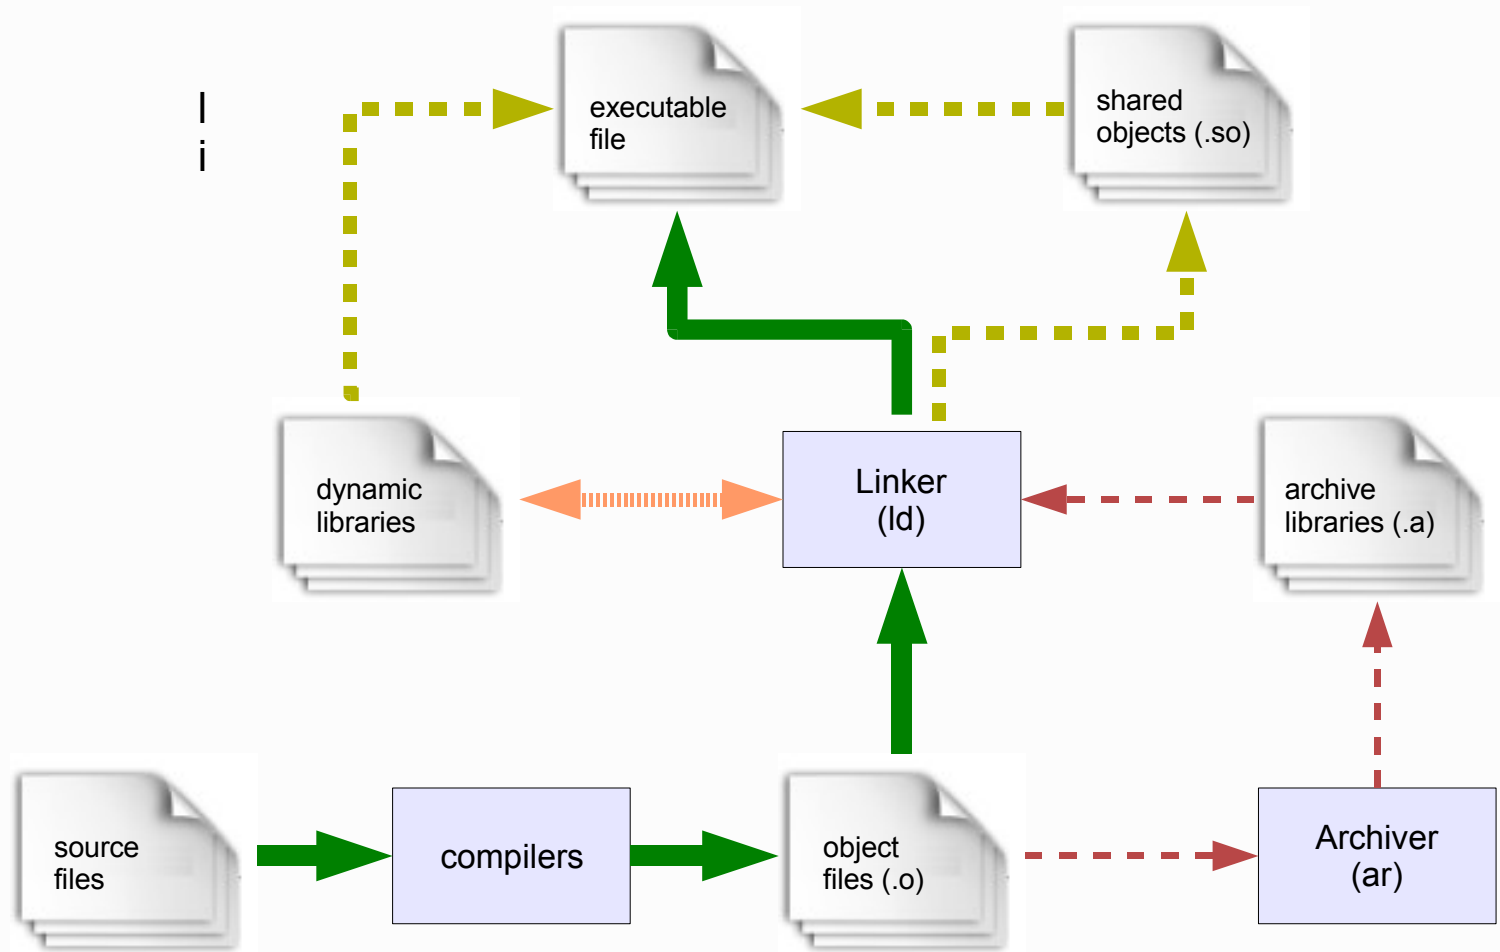 l
i
executable
file
shared
objects (.so)
dynamic
libraries
Linker
(ld)
archive
libraries (.a)
source
files
compilers
object
files (.o)
Archiver
(ar)